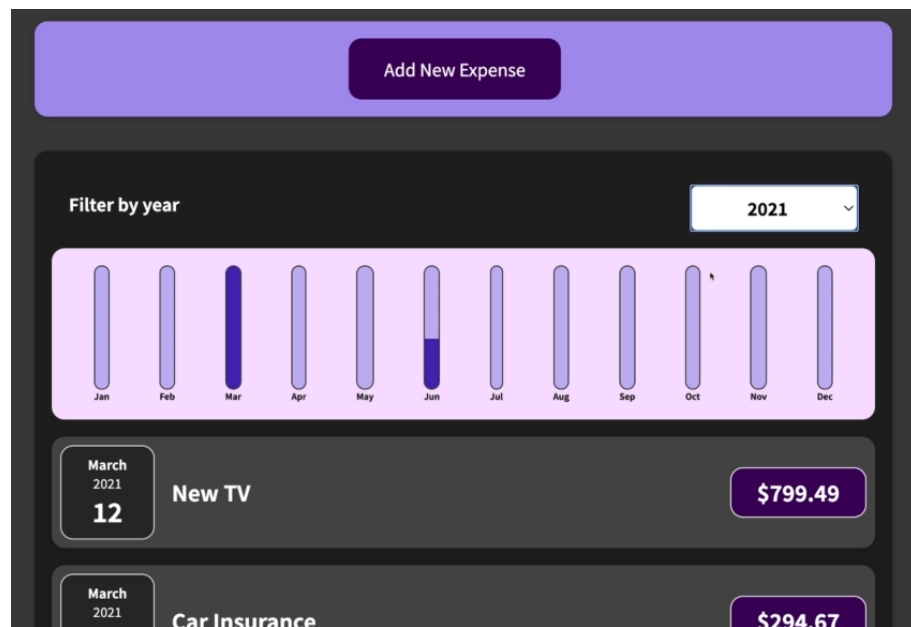 Add New Expense
Filter by year
2021
Jan Feb Mar Apr May Jun Jul Aug Sep Oct Nov Dec
March
2021
12
New TV
$799.49
March
2021
Car Insurance
$294.67